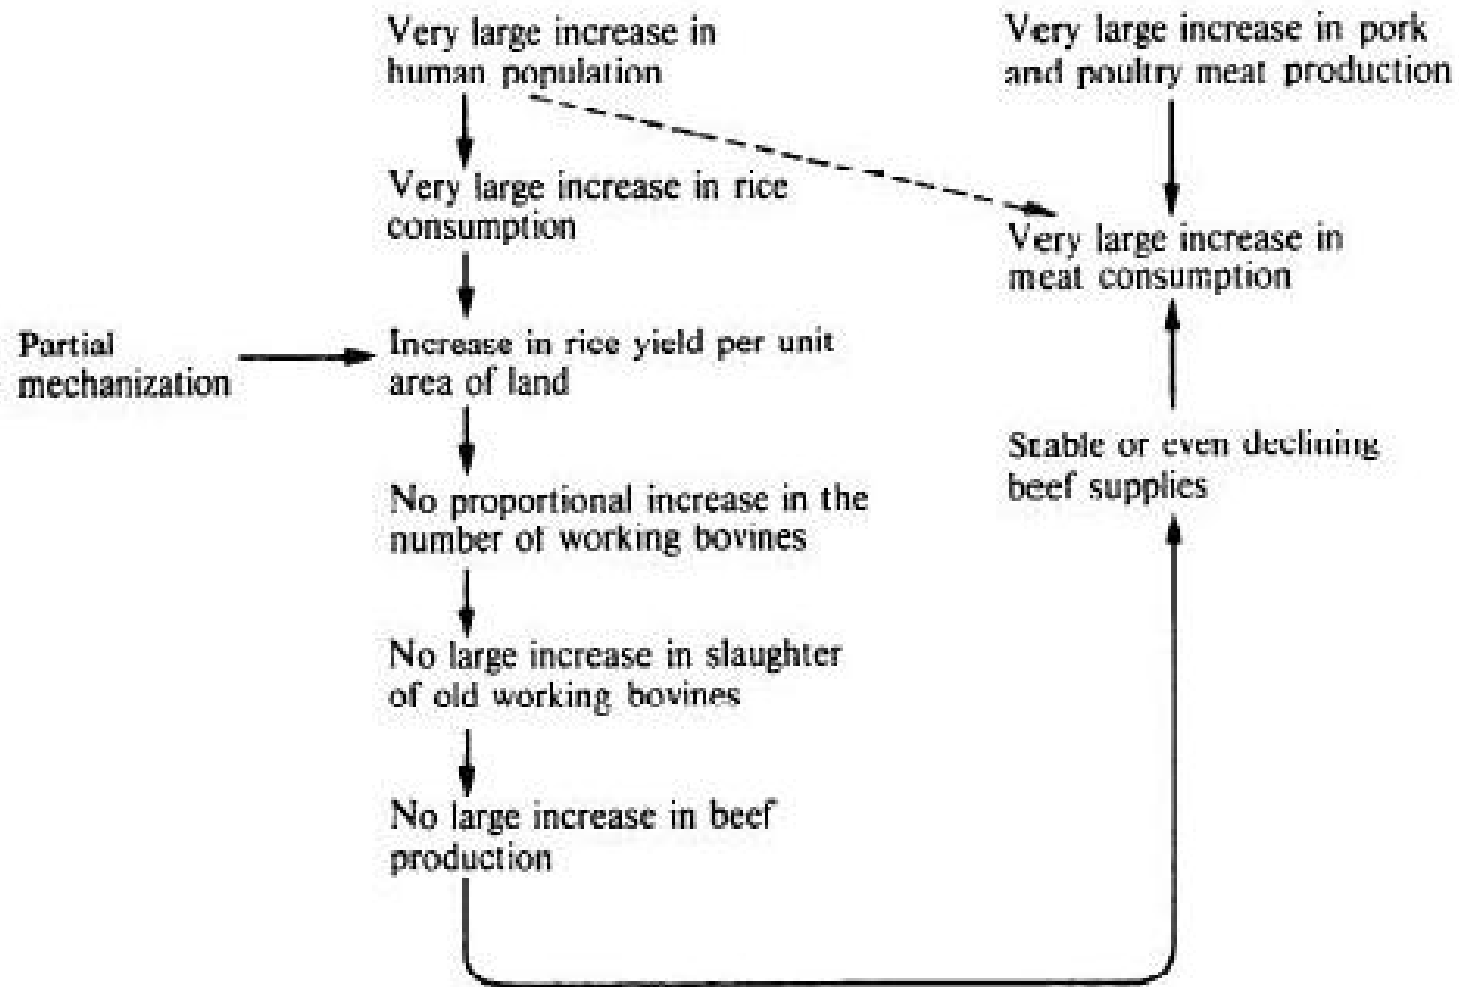 Very large increase in
human population
Very large increase in pork
and poultry meat production
Very large increase in rice
consumption
Very large increase in
meat consumption
Partial
mechanization
Increase in rice yield per unit
area of land
Stable or even declining
beef supplies
No proportional increase in the
number of working bovines
No large increase in slaughter
of old working bovines
No large increase in beef
production